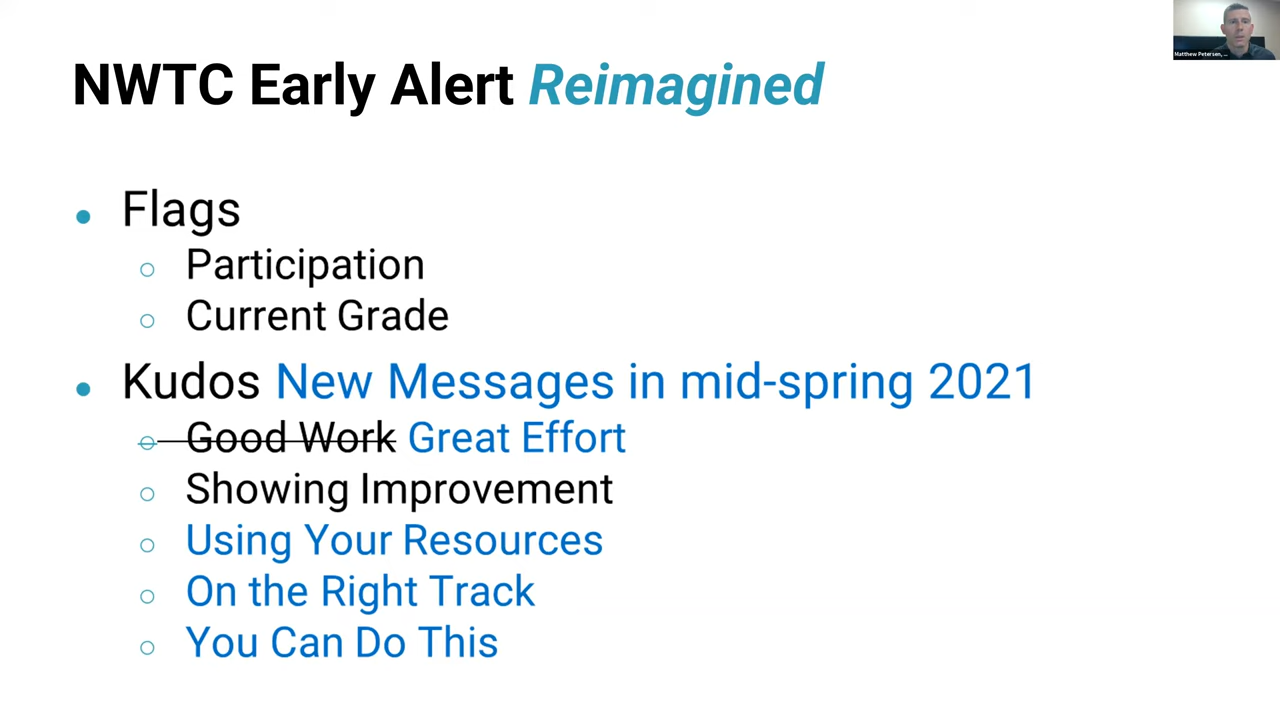 NWTC Early Alert Reimagined
Matthew Petersen, ...
Flags
Participation
Current Grade
Kudos New Messages in mid-spring 2021
Good Work Great Effort
Showing Improvement
Using Your Resources
On the Right Track
You Can Do This